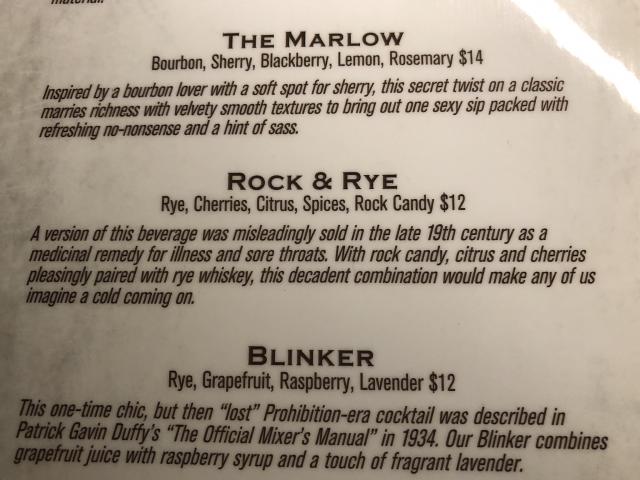 material.
THE MARLOW
Bourbon, Sherry, Blackberry, Lemon, Rosemary $14
Inspired by a bourbon lover with a soft spot for sherry, this secret twist on a classic
marries richness with velvety smooth textures to bring out one sexy sip packed with
refreshing no-nonsense and a hint of sass.
ROCK & RYE
Rye, Cherries, Citrus, Spices, Rock Candy $12
A version of this beverage was misleadingly sold in the late 19th century as a
medicinal remedy for illness and sore throats. With rock candy, citrus and cherries
pleasingly paired with rye whiskey, this decadent combination would make any of us
imagine a cold coming on.
BLINKER
Rye, Grapefruit, Raspberry, Lavender $12
This one-time chic, but then "lost" Prohibition-era cocktail was described in
Patrick Gavin Duffy's "The Official Mixer's Manual" in 1934. Our Blinker combines
grapefruit juice with raspberry syrup and a touch of fragrant lavender.